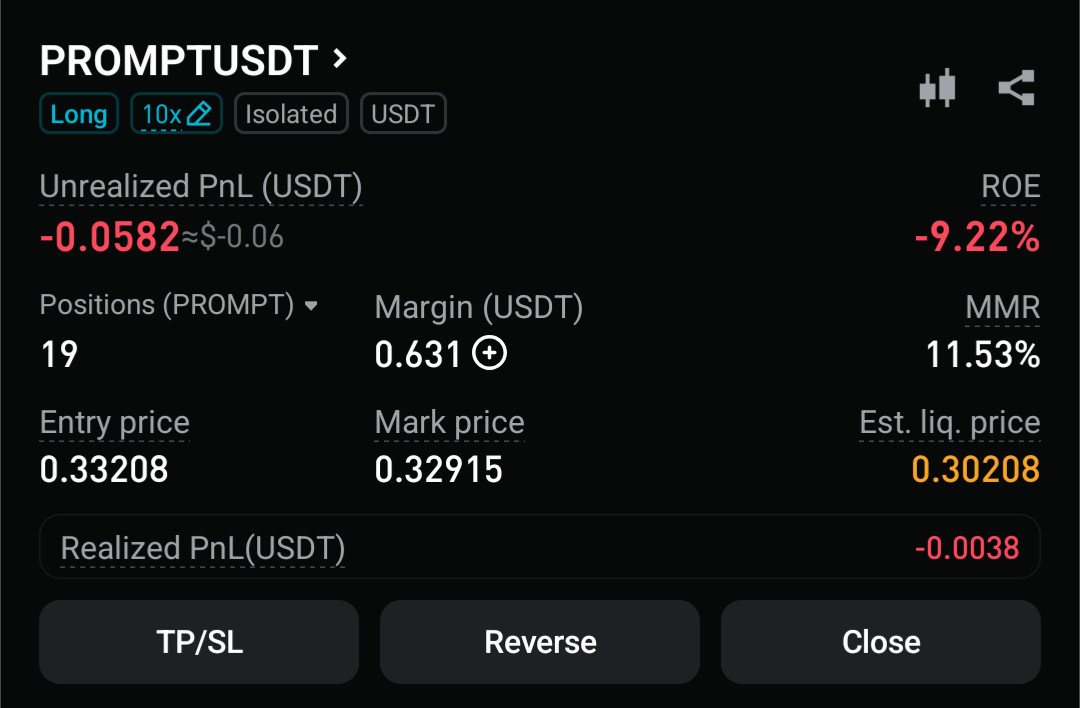 PROMPTUSDT >
Long 10x Isolated USDT
Unrealized PnL (USDT) ROE
-0.0582≈$-0.06 -9.22%
Positions (PROMPT) Margin (USDT) MMR
19 0.631 11.53%
Entry price Mark price Est. liq. price
0.33208 0.32915 0.30208
Realized PnL(USDT) -0.0038
TP/SL Reverse Close